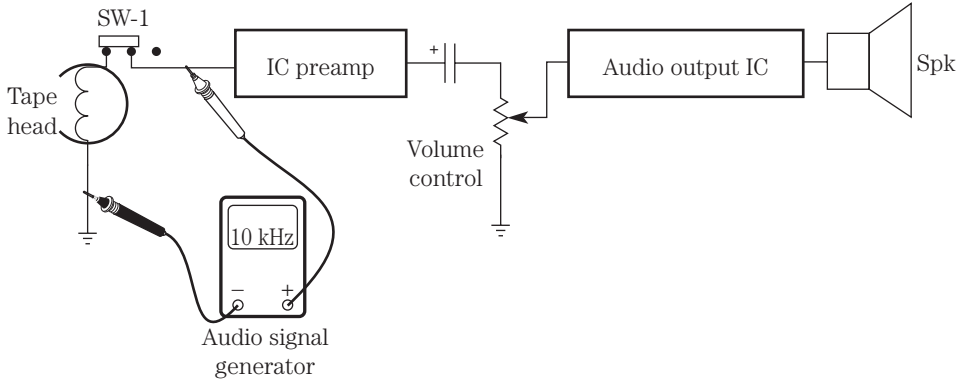 SW-1
Tape
head
IC preamp
+
Volume
control
Audio output IC
Spk
10 kHz
− +
Audio signal
generator